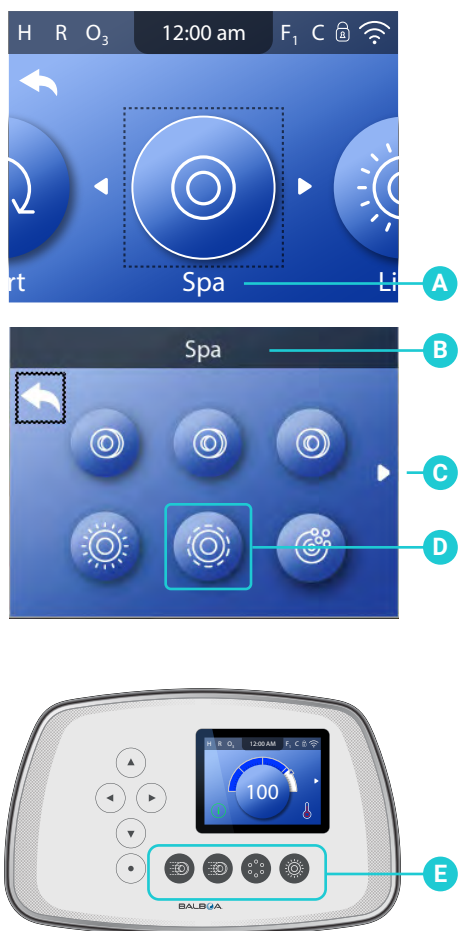 H R O₃ 12:00 am F₁ C
rt Spa Li
A
Spa
B
C
D
H R O₃ 12:00 AM F₁ C
100
E
BALBOA